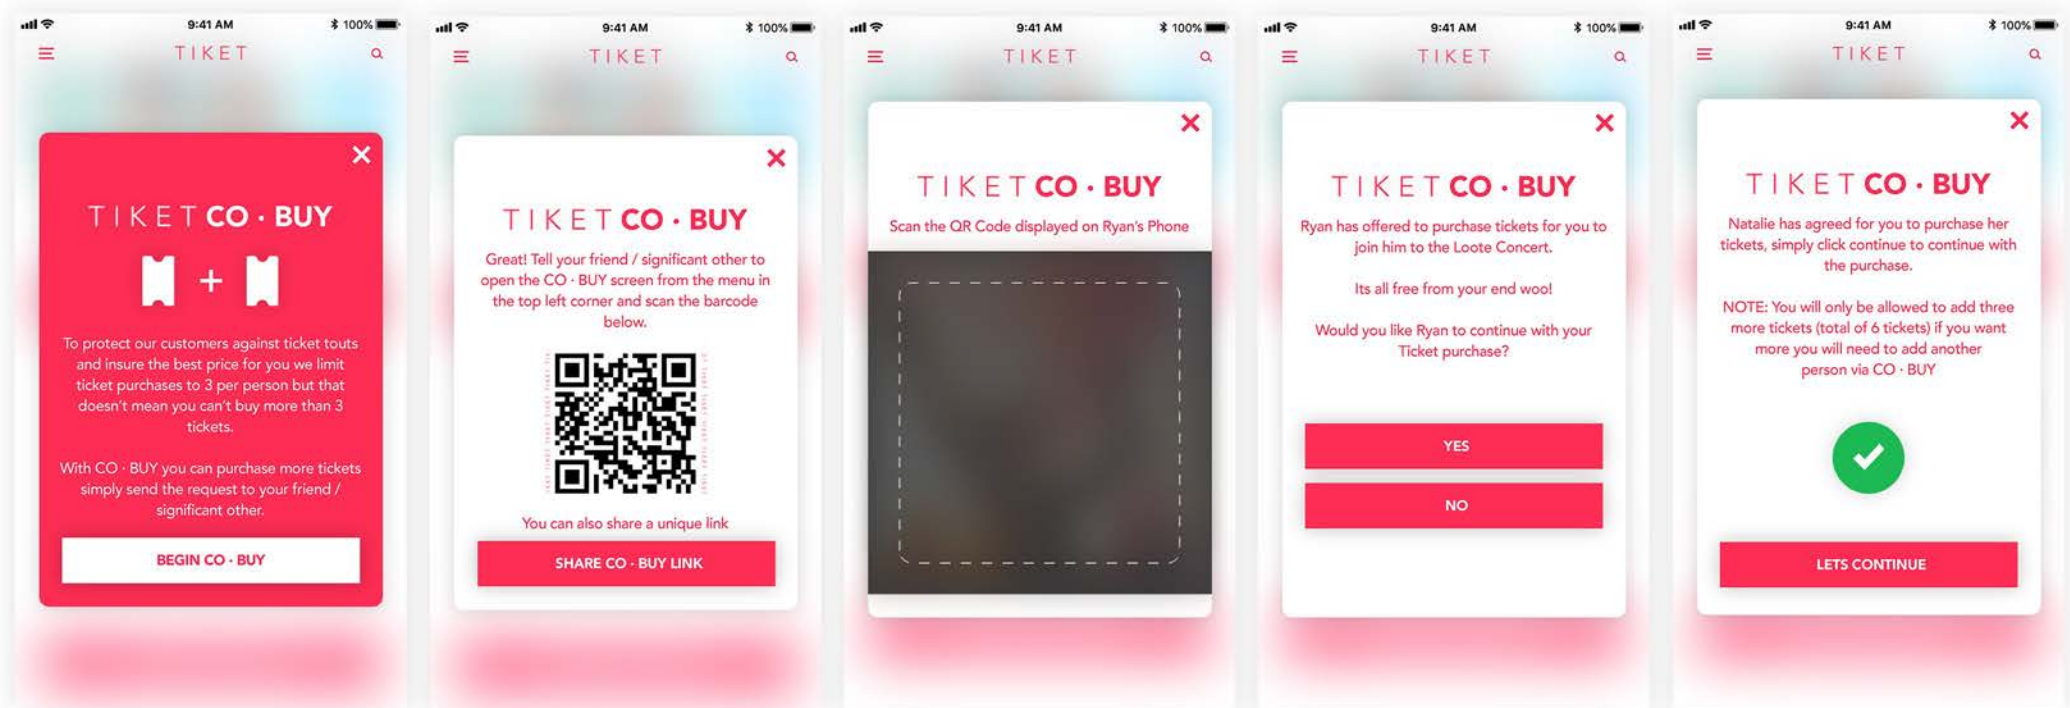 9:41 AM
100%
TIKET
TIKET CO · BUY
+
To protect our customers against ticket touts
and insure the best price for you we limit
ticket purchases to 3 per person but that
doesn't mean you can't buy more than 3
tickets.
With CO · BUY you can purchase more tickets
simply send the request to your friend /
significant other.
BEGIN CO · BUY
9:41 AM
100%
TIKET
TIKET CO · BUY
Great! Tell your friend / significant other to
open the CO · BUY screen from the menu in
the top left corner and scan the barcode
below.
You can also share a unique link
SHARE CO · BUY LINK
9:41 AM
100%
TIKET
TIKET CO · BUY
Scan the QR Code displayed on Ryan's Phone
9:41 AM
100%
TIKET
TIKET CO · BUY
Ryan has offered to purchase tickets for you to
join him to the Loote Concert.
Its all free from your end woo!
Would you like Ryan to continue with your
Ticket purchase?
YES
NO
9:41 AM
100%
TIKET
TIKET CO · BUY
Natalie has agreed for you to purchase her
tickets, simply click continue to continue with
the purchase.
NOTE: You will only be allowed to add three
more tickets (total of 6 tickets) if you want
more you will need to add another
person via CO · BUY
LETS CONTINUE